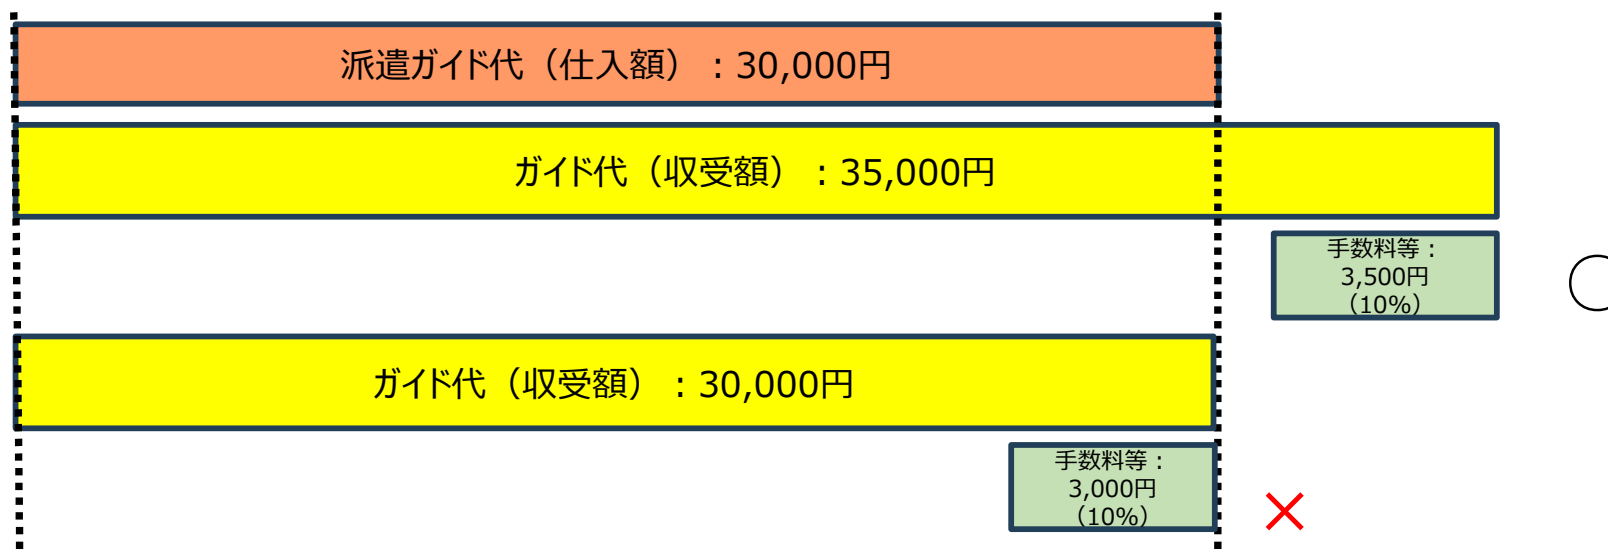 派遣ガイド代（仕入額）：30,000円
ガイド代（収受額）：35,000円
手数料等：
3,500円
（10%）
ガイド代（収受額）：30,000円
手数料等：
3,000円
（10%）